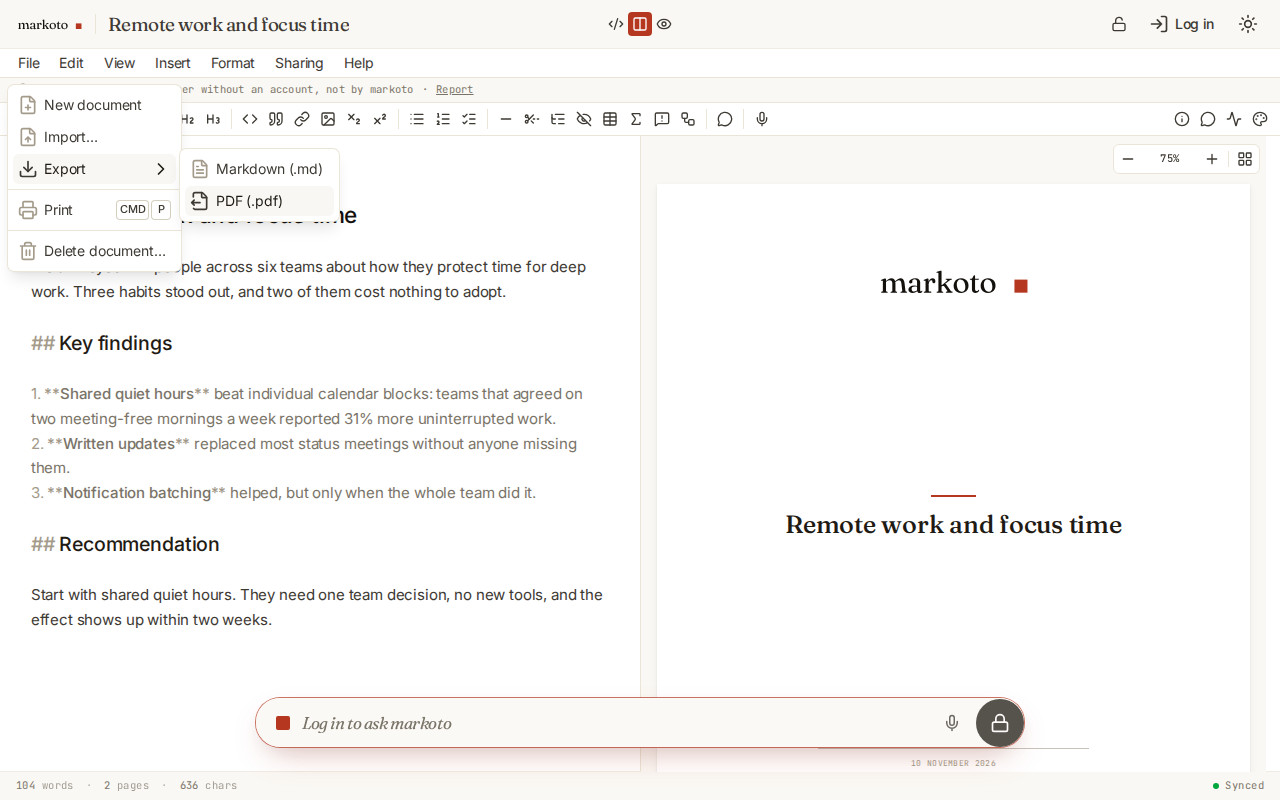 markoto
Remote work and focus time
Log in
File Edit View Insert Format Sharing Help
without an account, not by markoto · Report
New document
Import...
Export
Print CMD P
Delete document...
Markdown (.md)
PDF (.pdf)
H2 H3
75%
time
across six teams about how they protect time for deep
work. Three habits stood out, and two of them cost nothing to adopt.
## Key findings
1. **Shared quiet hours** beat individual calendar blocks: teams that agreed on
two meeting-free mornings a week reported 31% more uninterrupted work.
2. **Written updates** replaced most status meetings without anyone missing
them.
3. **Notification batching** helped, but only when the whole team did it.
## Recommendation
Start with shared quiet hours. They need one team decision, no new tools, and the
effect shows up within two weeks.
markoto
Remote work and focus time
10 NOVEMBER 2026
Log in to ask markoto
104 words · 2 pages · 636 chars
Synced